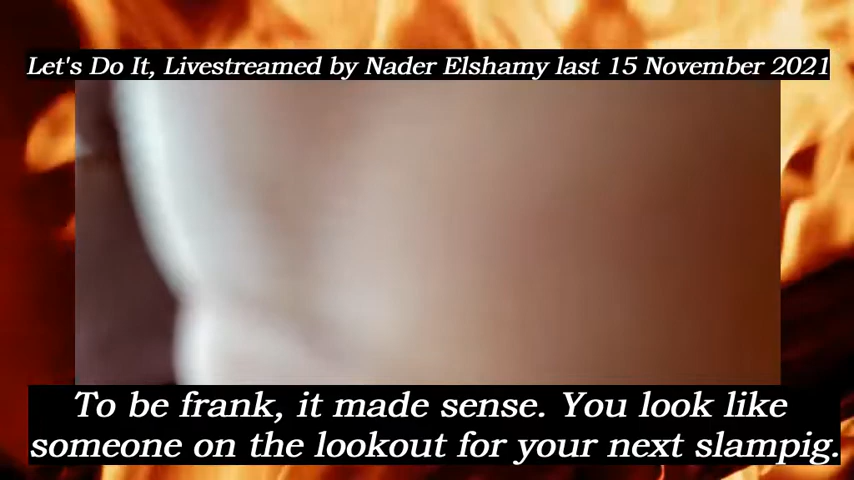 Let's Do It, Livestreamed by Nader Elshamy last 15 November 2021
To be frank, it made sense. You look like
someone on the lookout for your next slampig.